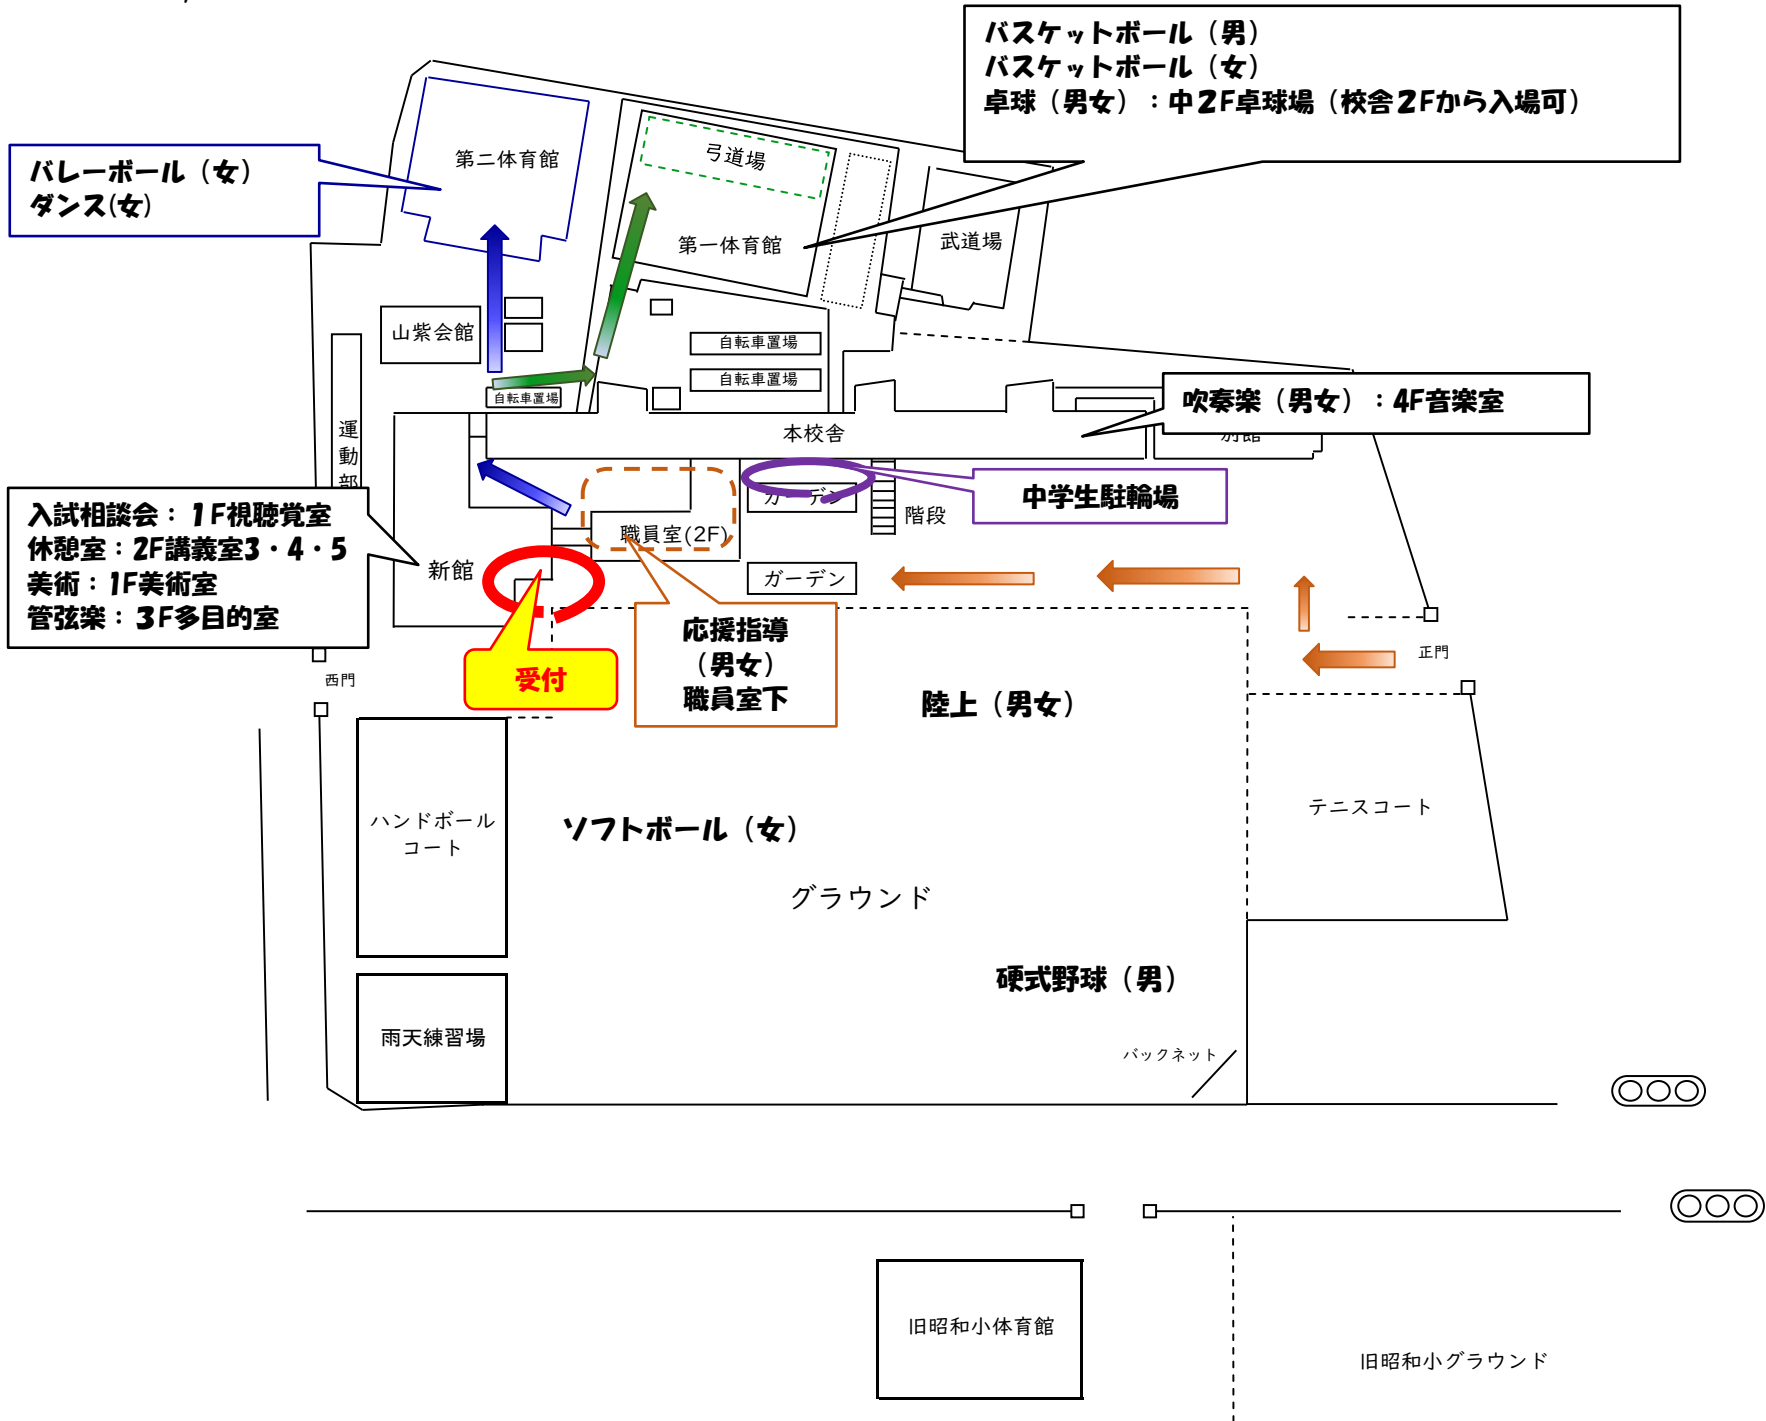 バスケットボール（男）
バスケットボール（女）
卓球（男女）：中２F卓球場（校舎２Fから入場可）
バレーボール（女）
ダンス(女)
第二体育館
弓道場
第一体育館
武道場
山紫会館
自転車置場
自転車置場
自転車置場
吹奏楽（男女）：4F音楽室
本校舎
別館
運動部
中学生駐輪場
ガーデン
階段
職員室(2F)
入試相談会：１F視聴覚室
休憩室：2F講義室3・4・5
美術：1F美術室
管弦楽：３F多目的室
新館
ガーデン
受付
応援指導
（男女）
職員室下
正門
西門
陸上（男女）
テニスコート
ハンドボール
コート
ソフトボール（女）
グラウンド
硬式野球（男）
雨天練習場
バックネット
旧昭和小体育館
旧昭和小グラウンド